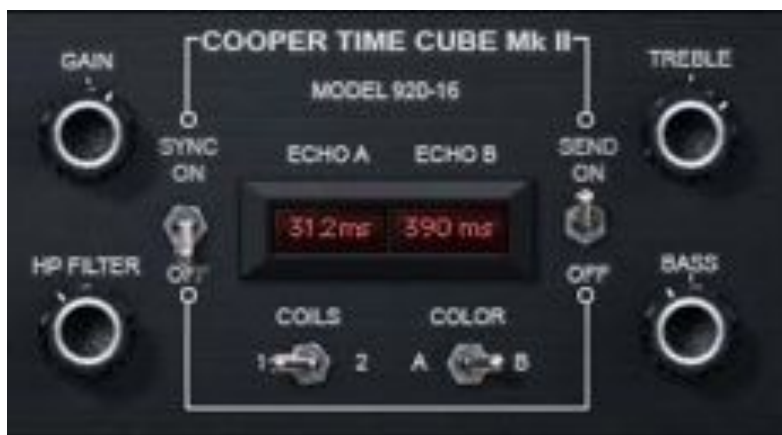 COOPER TIME CUBE Mk II
GAIN
TREBLE
MODEL 920-16
SYNC
ON
ECHO A
ECHO B
SEND
ON
31.2ms
390 ms
HP FILTER
OFF
OFF
BASS
COILS
COLOR
1
2
A
B